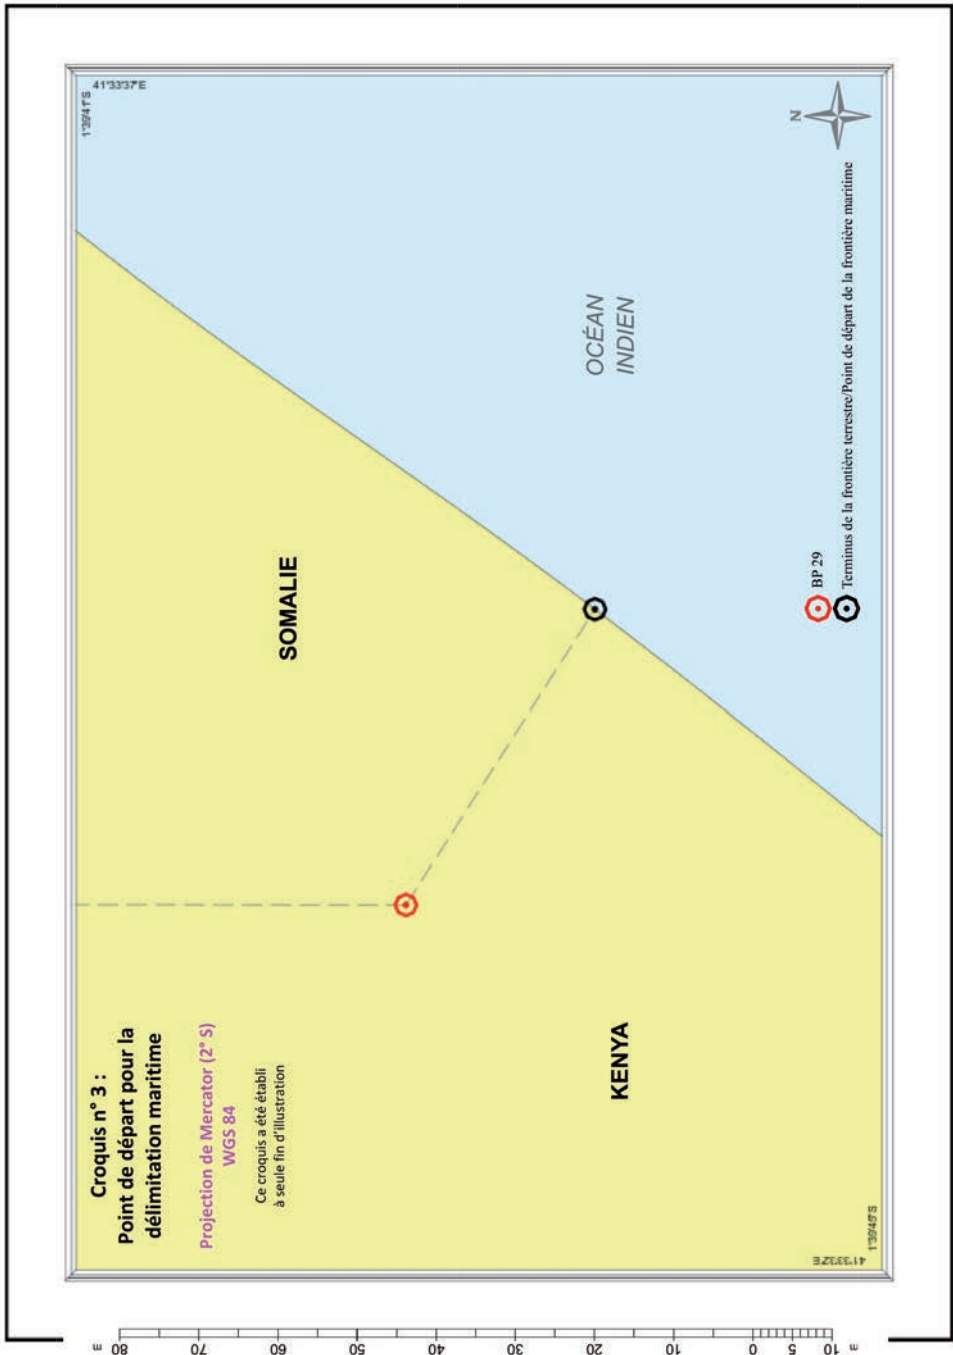 Croquis n° 3 :
Point de départ pour la
délimitation maritime
Projection de Mercator (2° S)
WGS 84
Ce croquis a été établi
à seule fin d'illustration
1°39'41"S
41°33'37"E
N
SOMALIE
OCÉAN
INDIEN
KENYA
BP 29
Terminus de la frontière terrestre/Point de départ de la frontière maritime
41°33'32"E
m
10
5
0
10
20
30
40
50
60
70
80
m